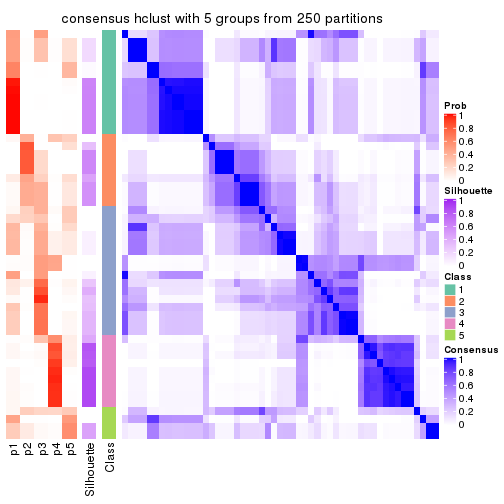 consensus hclust with 5 groups from 250 partitions
Prob
1
0.8
0.6
0.4
0.2
0
Silhouette
1
0.8
0.6
0.4
0.2
0
Class
1
2
3
4
5
Consensus
1
0.8
0.6
0.4
0.2
0
p1
p2
p3
p4
p5
Silhouette
Class